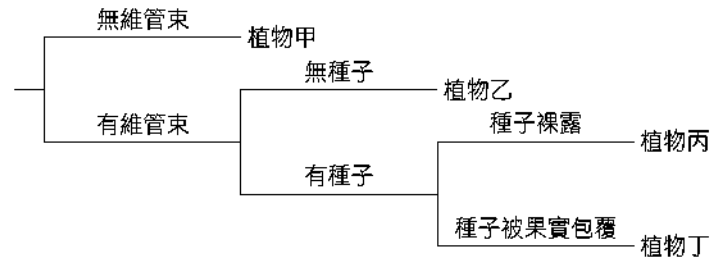 無維管束
植物甲
無種子
植物乙
有維管束
種子裸露
植物丙
有種子
種子被果實包覆
植物丁